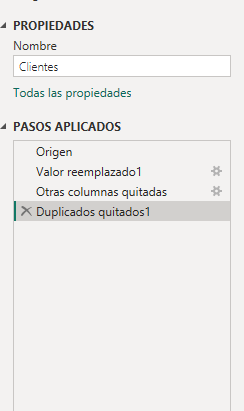 PROPIEDADES
Nombre
Clientes
Todas las propiedades
PASOS APLICADOS
Origen
Valor reemplazado1
Otras columnas quitadas
Duplicados quitados1